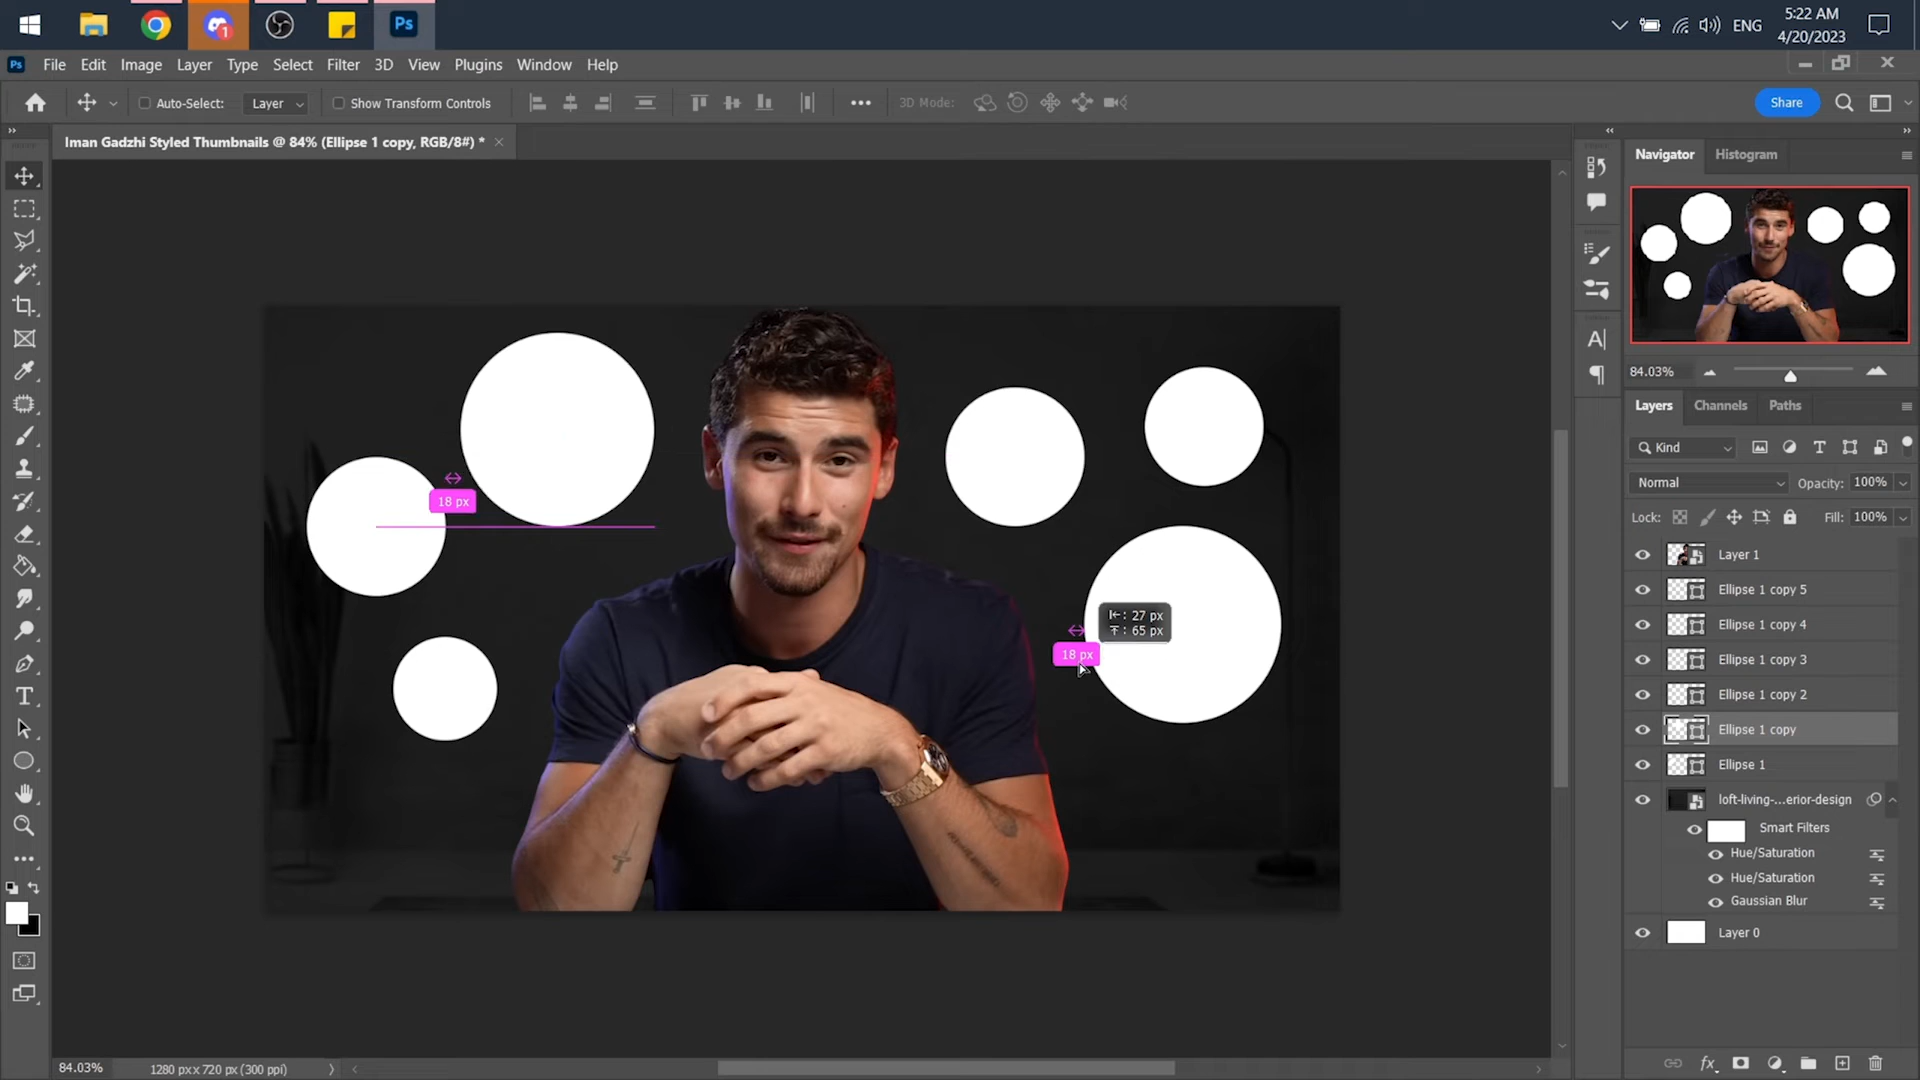 1
ENG
5:22 AM
4/20/2023
Ps
Ps
File Edit Image Layer Type Select Filter 3D View Plugins Window Help
Auto-Select: Layer Show Transform Controls 3D Mode: Share
Iman Gadzhi Styled Thumbnails @ 84% (Ellipse 1 copy, RGB/8#) *
Navigator Histogram
84.03%
Layers Channels Paths
Kind
Normal Opacity: 100%
Lock: Fill: 100%
Layer 1
Ellipse 1 copy 5
Ellipse 1 copy 4
Ellipse 1 copy 3
Ellipse 1 copy 2
Ellipse 1 copy
Ellipse 1
loft-living-...erior-design
Smart Filters
Hue/Saturation
Hue/Saturation
Gaussian Blur
Layer 0
18 px
: 27 px
: 65 px
18 px
84.03% 1280 px x 720 px (300 ppi)
fx